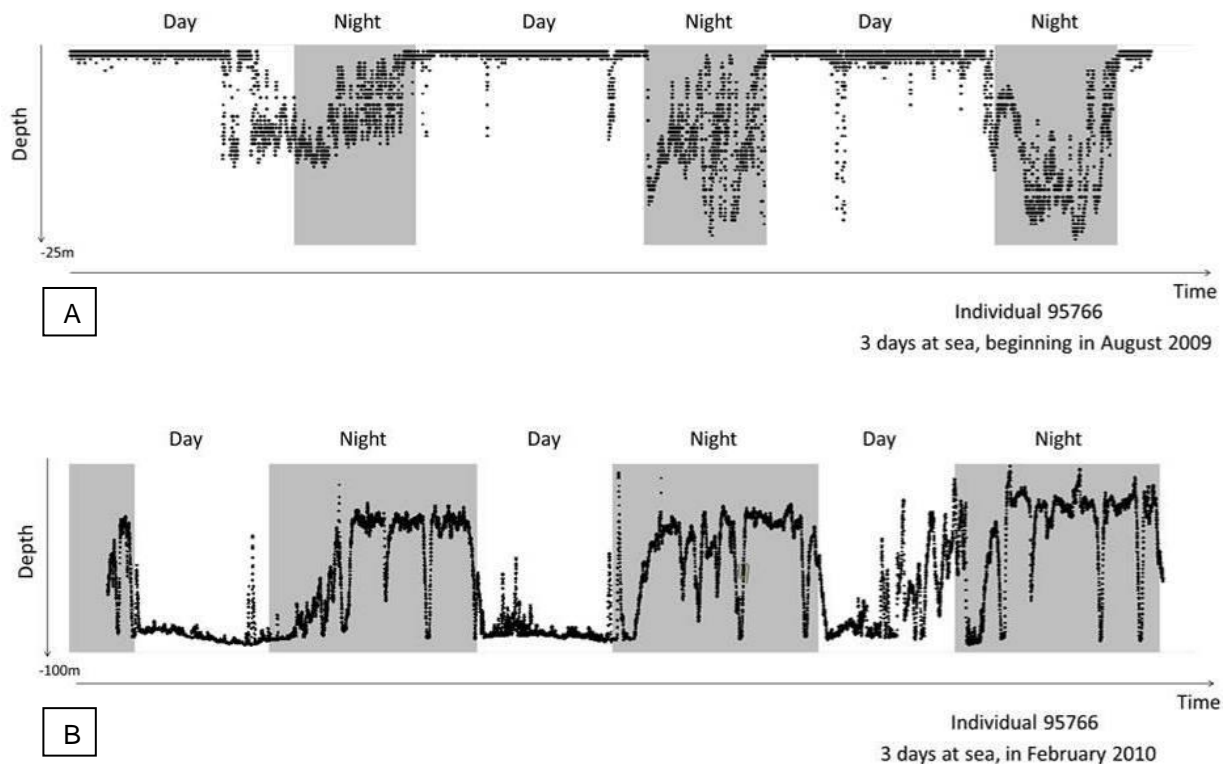 Day Night Day Night Day Night
Depth
-25m
Time
A
Individual 95766
3 days at sea, beginning in August 2009
Day Night Day Night Day Night
Depth
-100m
Time
B
Individual 95766
3 days at sea, in February 2010